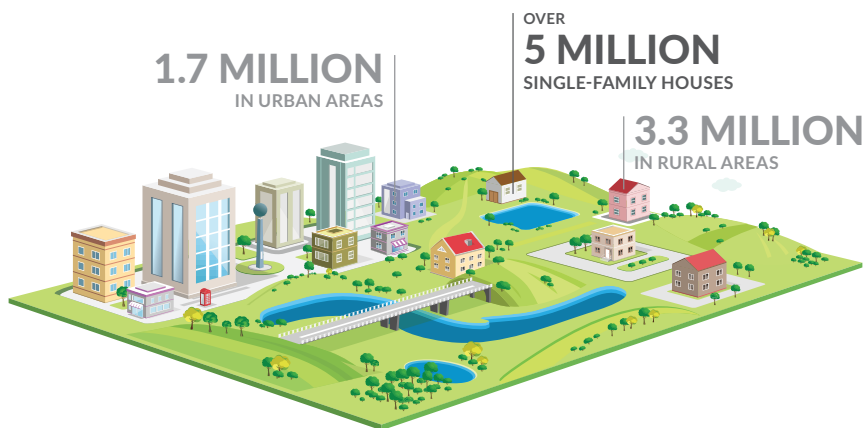 1.7 MILLION
IN URBAN AREAS
OVER
5 MILLION
SINGLE-FAMILY HOUSES
3.3 MILLION
IN RURAL AREAS